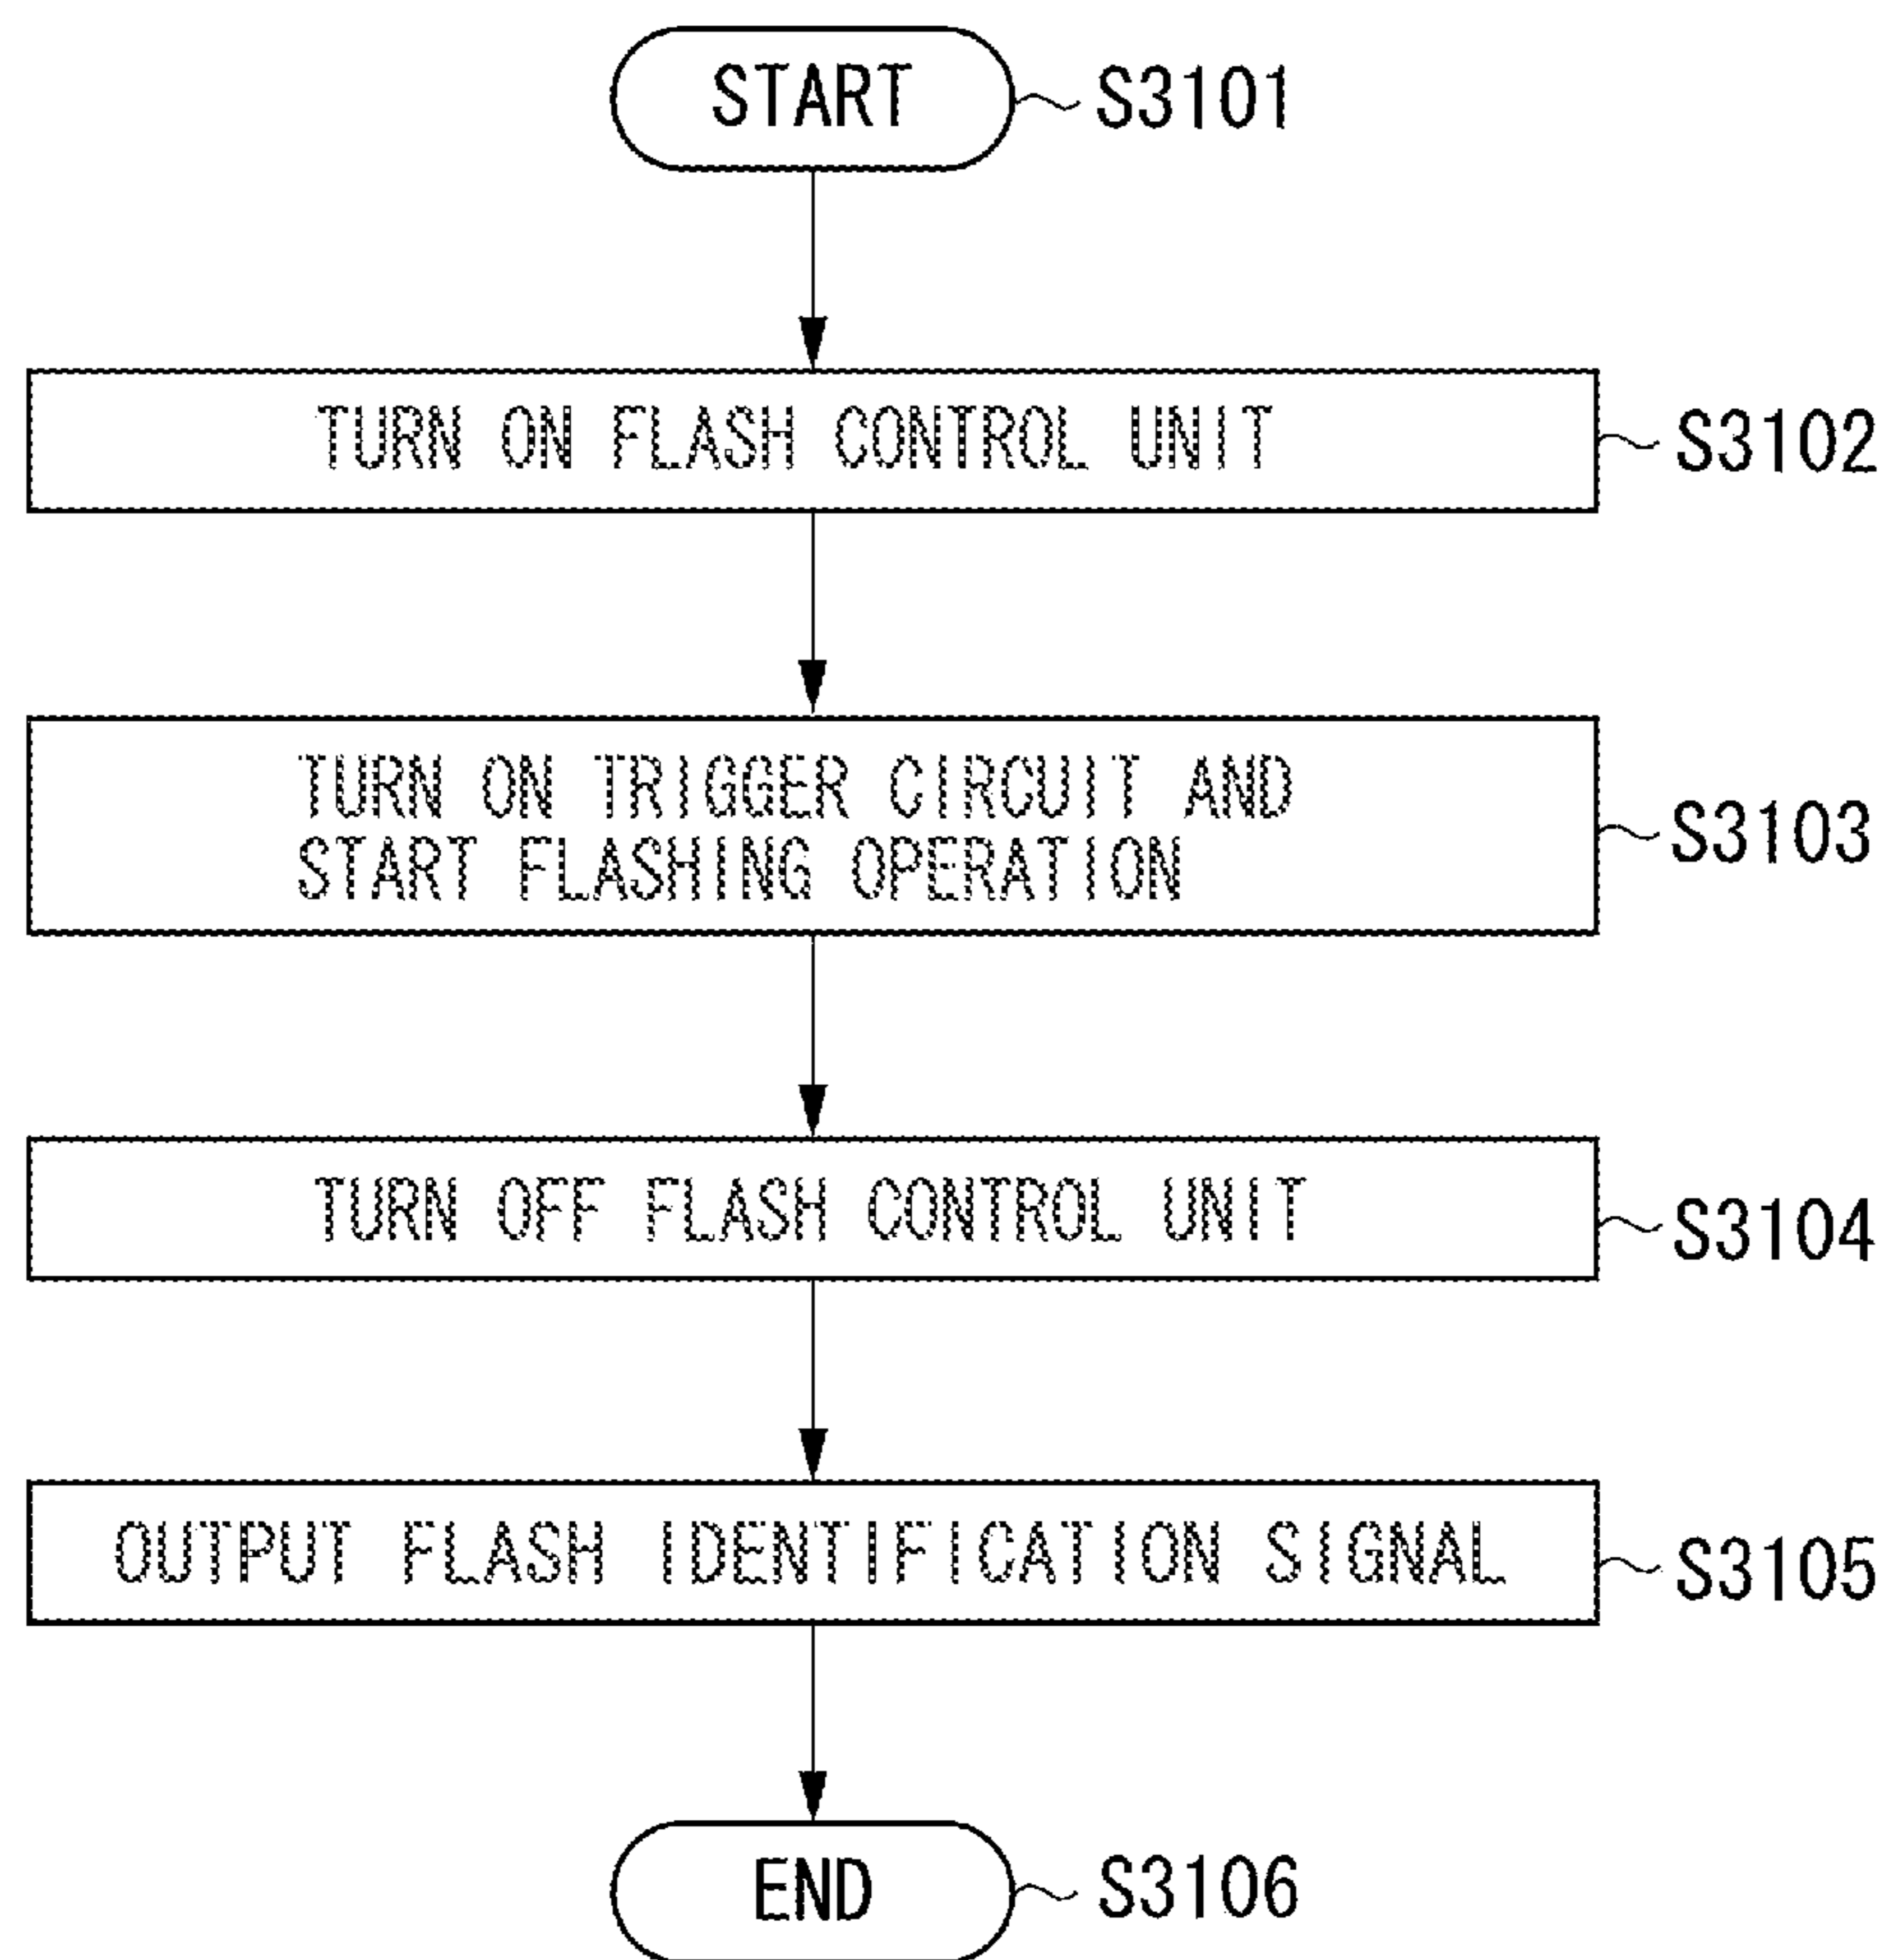 START S3101
TURN ON FLASH CONTROL UNIT S3102
TURN ON TRIGGER CIRCUIT AND
START FLASHING OPERATION
S3103
TURN OFF FLASH CONTROL UNIT S3104
OUTPUT FLASH IDENTIFICATION SIGNAL S3105
END S3106